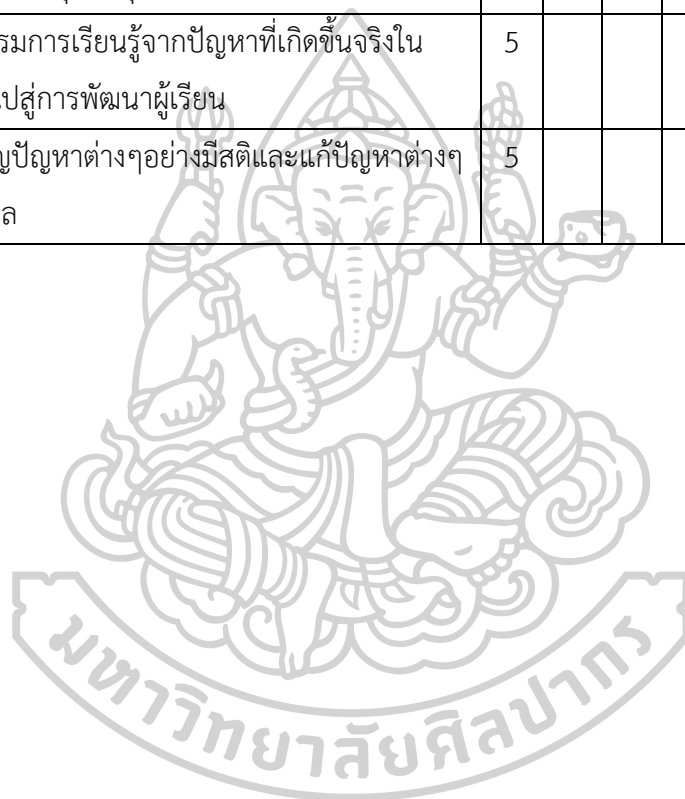 รมการเรียนรู้จากปัญหาที่เกิดขึ้นจริงใน 5
ปสู่การพัฒนาผู้เรียน
ญปัญหาต่างๆอย่างมีสติและแก้ปัญหาต่างๆ 5
ล
มหาวิทยาลัยศิลปากร